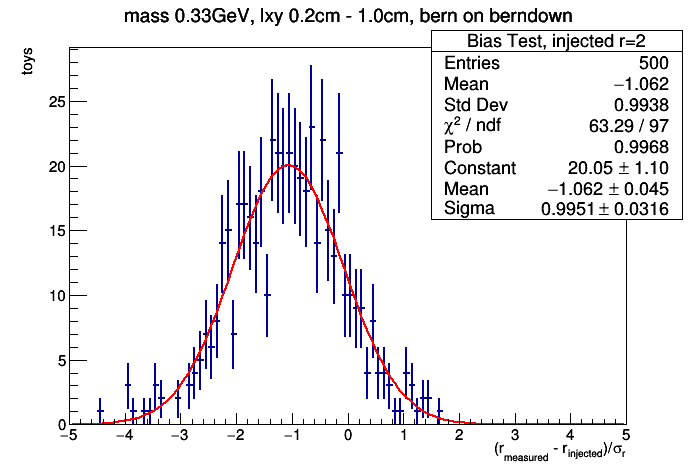 mass 0.33GeV, lxy 0.2cm - 1.0cm, bern on berndown
Bias Test, injected r=2
Entries 500
Mean −1.062
Std Dev 0.9938
χ² / ndf 63.29 / 97
Prob 0.9968
Constant 20.05 ± 1.10
Mean −1.062 ± 0.045
Sigma 0.9951 ± 0.0316
toys
25
20
15
10
5
0
−5 −4 −3 −2 −1 0 1 2 3 4 5
(r_measured - r_injected)/σ_r